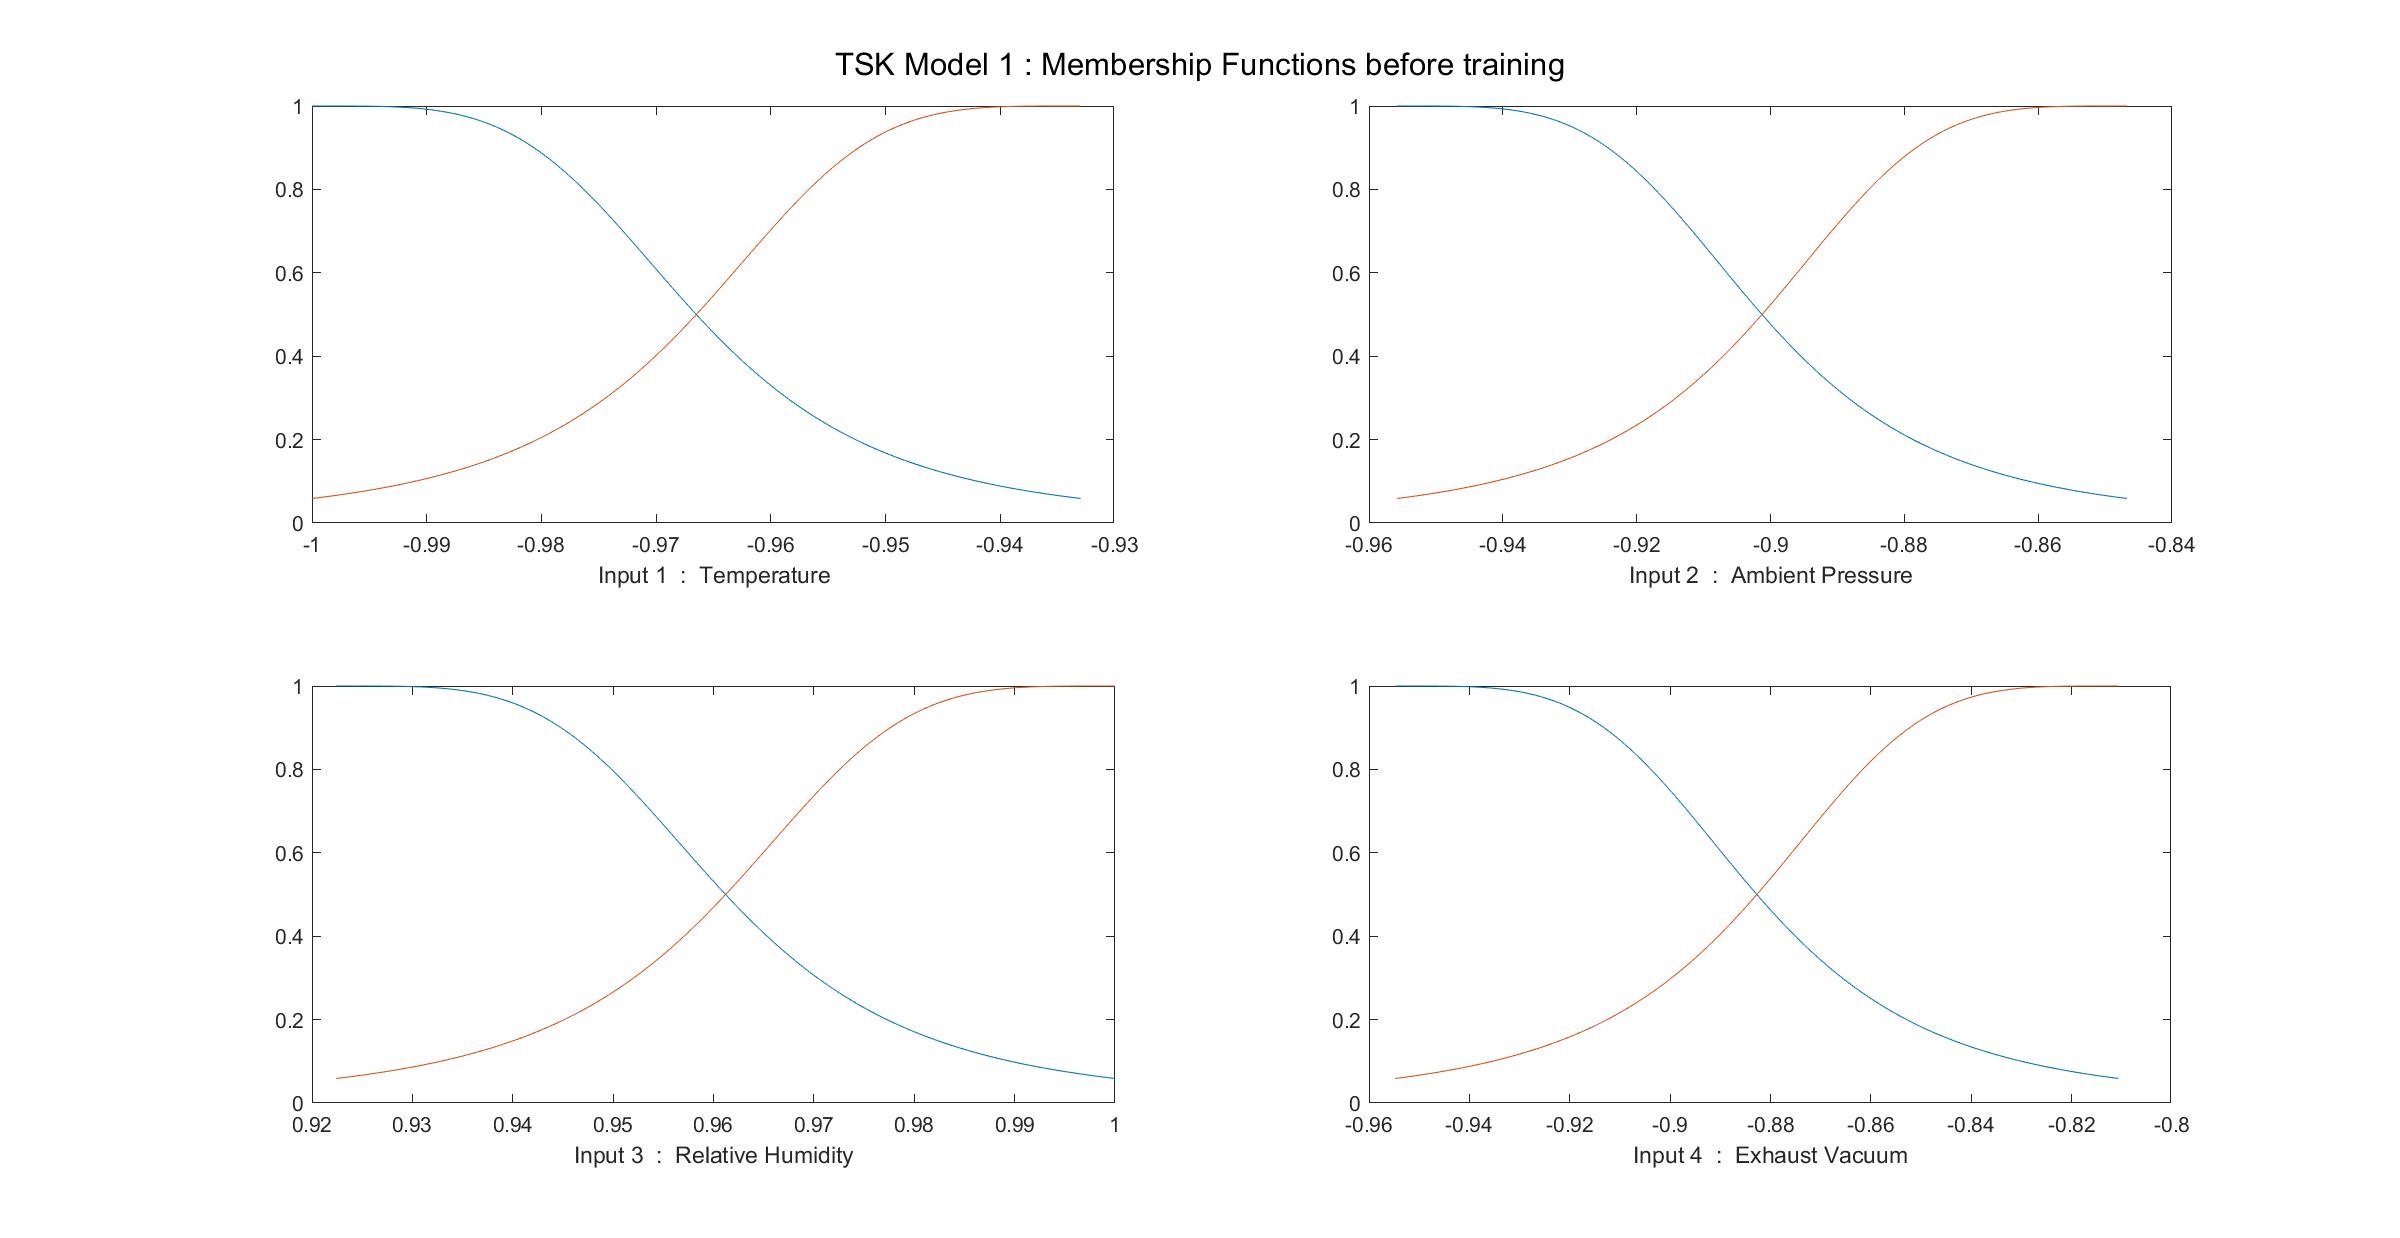 TSK Model 1 : Membership Functions before training
1
0.8
0.6
0.4
0.2
0
-1 -0.99 -0.98 -0.97 -0.96 -0.95 -0.94 -0.93
Input 1 : Temperature
1
0.8
0.6
0.4
0.2
0
-0.96 -0.94 -0.92 -0.9 -0.88 -0.86 -0.84
Input 2 : Ambient Pressure
1
0.8
0.6
0.4
0.2
0
0.92 0.93 0.94 0.95 0.96 0.97 0.98 0.99 1
Input 3 : Relative Humidity
1
0.8
0.6
0.4
0.2
0
-0.96 -0.94 -0.92 -0.9 -0.88 -0.86 -0.84 -0.82 -0.8
Input 4 : Exhaust Vacuum